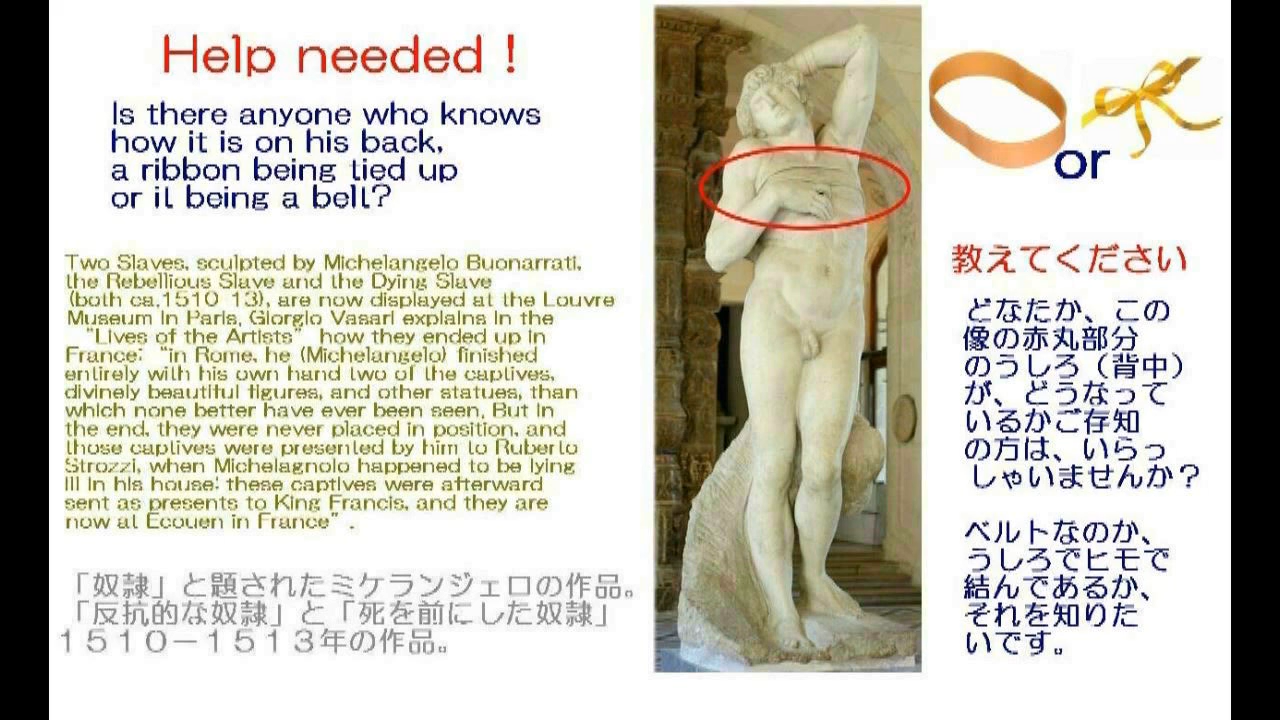 Help needed !
Is there anyone who knows
how it is on his back,
a ribbon being tied up
or it being a belt?
Two Slaves, sculpted by Michelangelo Buonarrati,
the Rebellious Slave and the Dying Slave
(both ca.1510 13), are now displayed at the Louvre
Museum in Paris, Giorgio Vasari explains in the
"Lives of the Artists" how they ended up in
France: "in Rome, he (Michelangelo) finished
entirely with his own hand two of the captives,
divinely beautiful figures, and other statues, than
which none better have ever been seen, But in
the end, they were never placed in position, and
those captives were presented by him to Ruberto
Strozzi, when Michelagnolo happened to be lying
ill in his house: these captives were afterward
sent as presents to King Francis, and they are
now at Ecouen in France" .
「奴隷」と題されたミケランジェロの作品。
「反抗的な奴隷」と「死を前にした奴隷」
１５１０－１５１３年の作品。
or
教えてください
どなたか、この
像の赤丸部分
のうしろ（背中）
が、どうなって
いるかご存知
の方は、いらっ
しゃいませんか？
ベルトなのか、
うしろでヒモで
結んであるか、
それを知りた
いです。